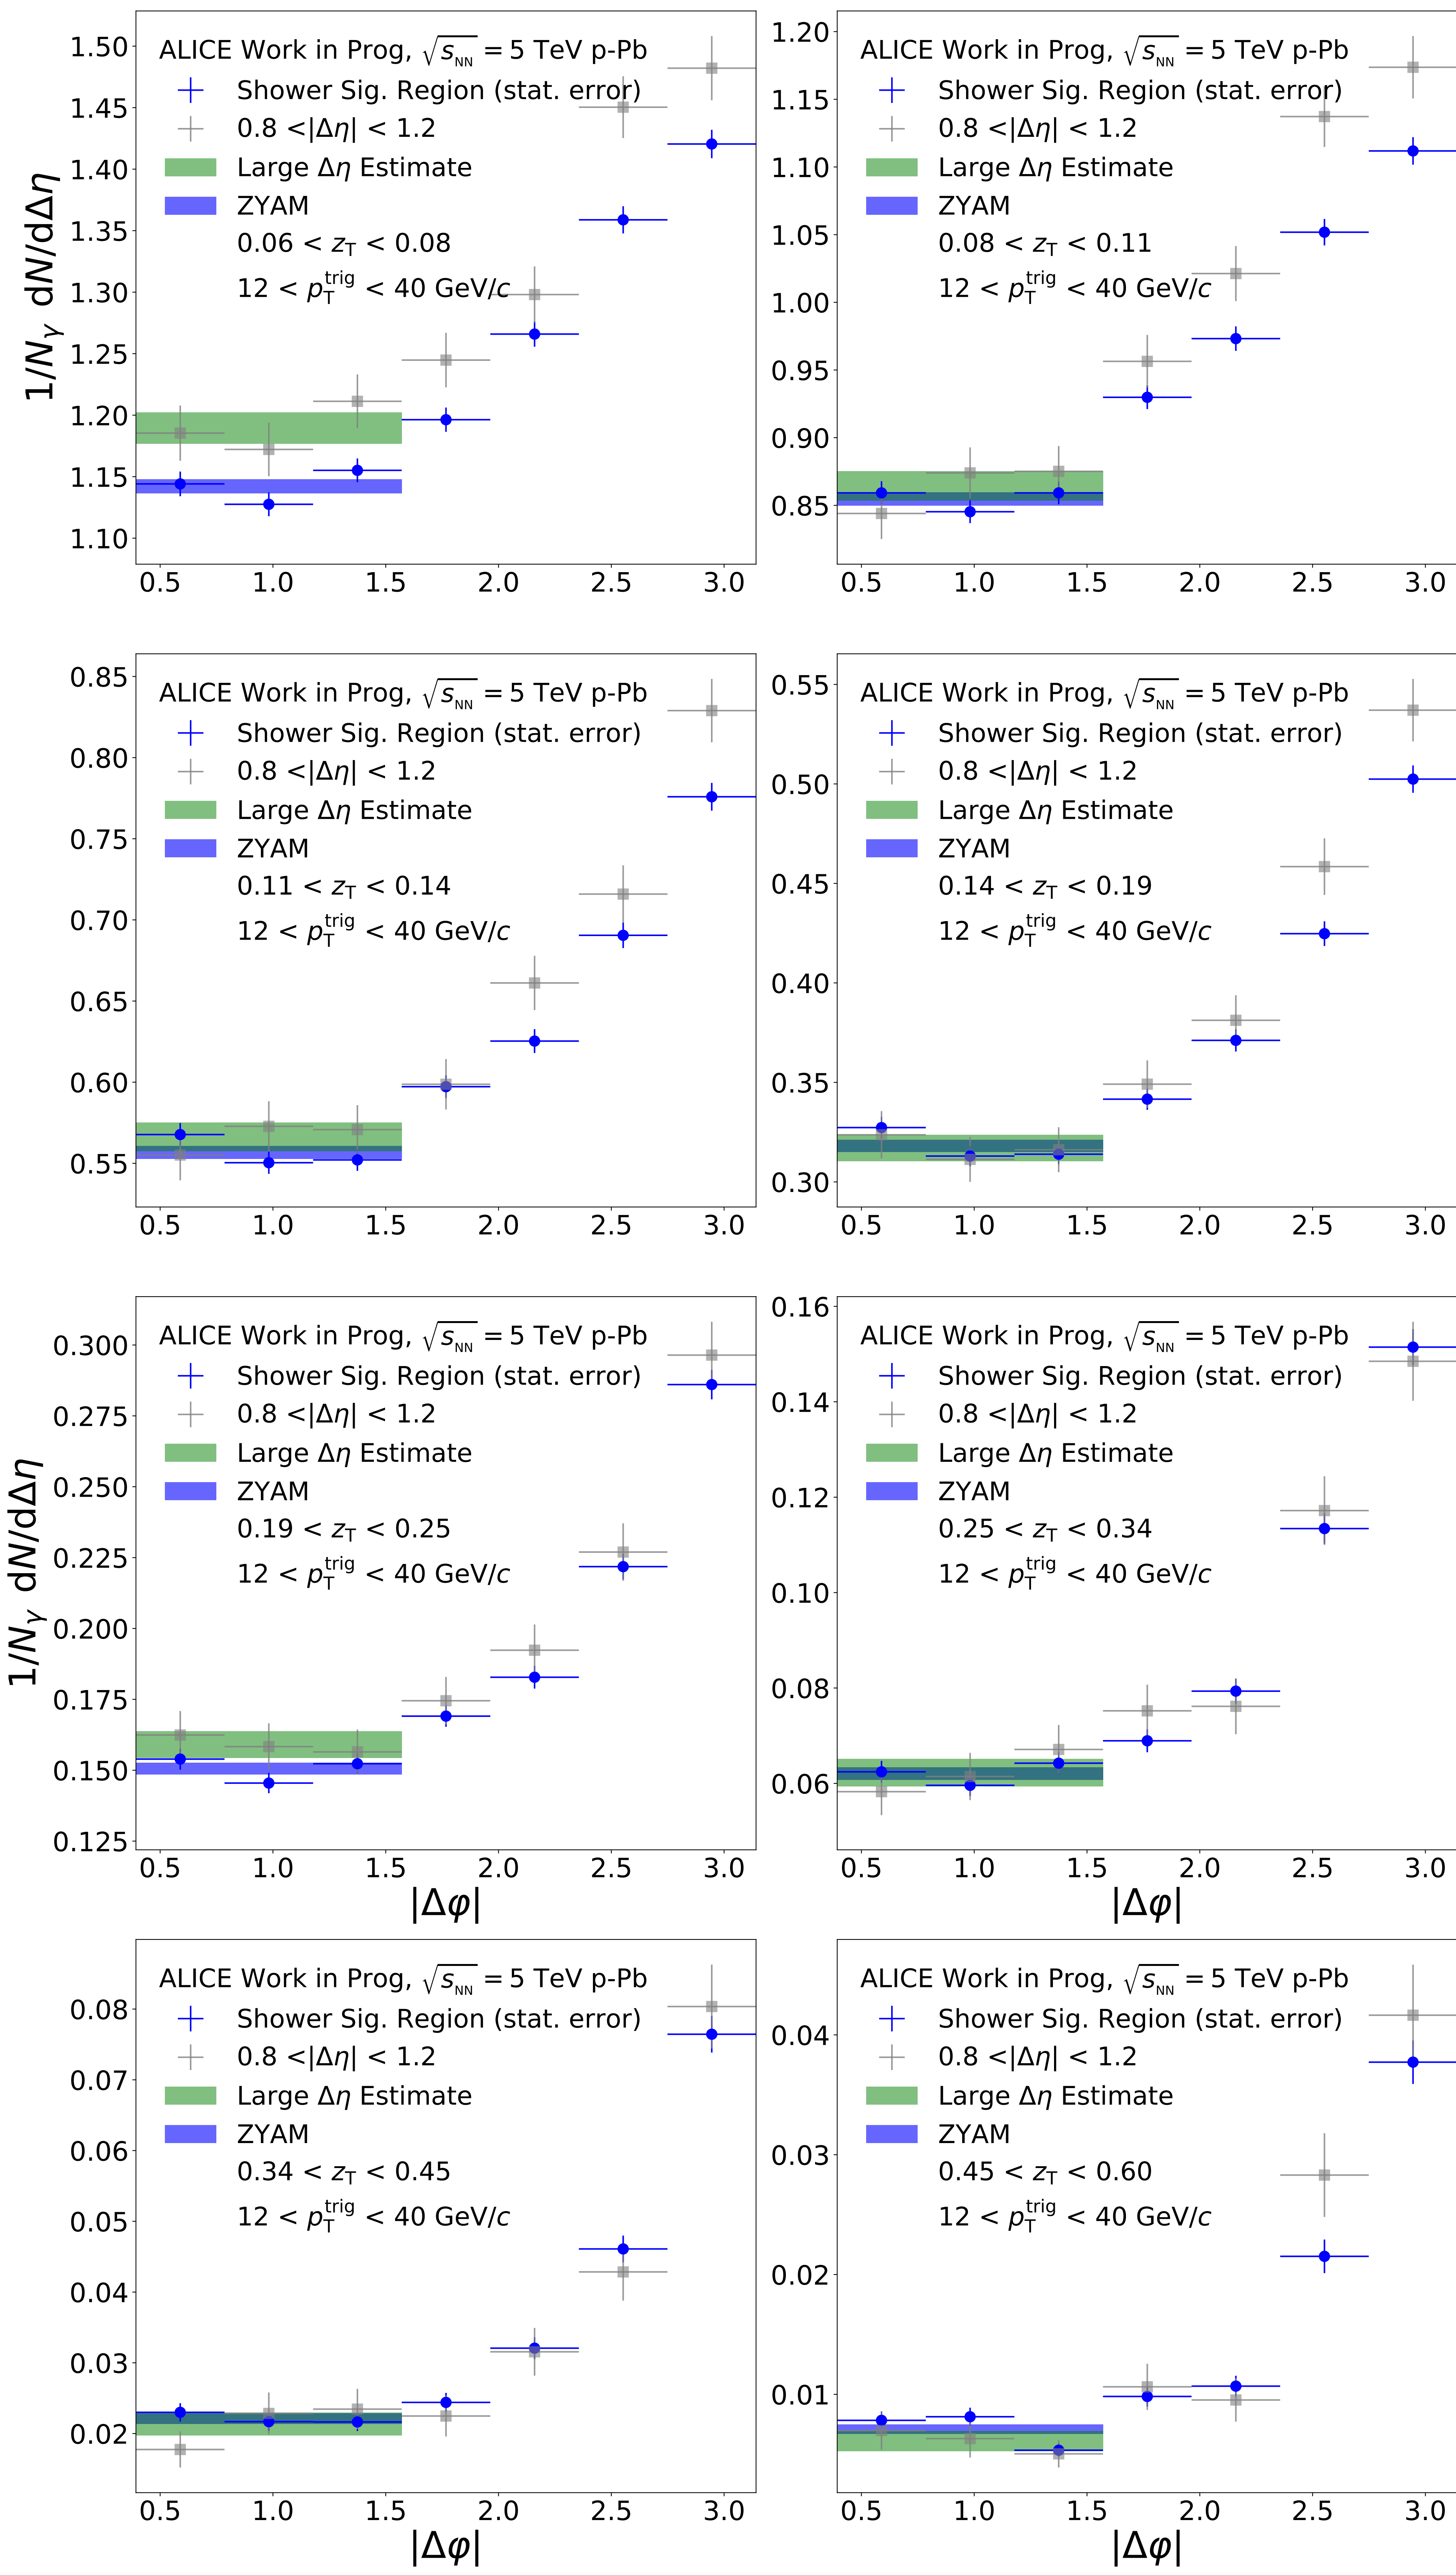 1/Nγ dN/dΔη
1.50
1.45
1.40
1.35
1.30
1.25
1.20
1.15
1.10
ALICE Work in Prog, √sNN = 5 TeV p-Pb
Shower Sig. Region (stat. error)
0.8 <|Δη| < 1.2
Large Δη Estimate
ZYAM
0.06 < zT < 0.08
12 < pTtrig < 40 GeV/c
0.5 1.0 1.5 2.0 2.5 3.0
1.20
1.15
1.10
1.05
1.00
0.95
0.90
0.85
ALICE Work in Prog, √sNN = 5 TeV p-Pb
Shower Sig. Region (stat. error)
0.8 <|Δη| < 1.2
Large Δη Estimate
ZYAM
0.08 < zT < 0.11
12 < pTtrig < 40 GeV/c
0.5 1.0 1.5 2.0 2.5 3.0
0.85
0.80
0.75
0.70
0.65
0.60
0.55
ALICE Work in Prog, √sNN = 5 TeV p-Pb
Shower Sig. Region (stat. error)
0.8 <|Δη| < 1.2
Large Δη Estimate
ZYAM
0.11 < zT < 0.14
12 < pTtrig < 40 GeV/c
0.5 1.0 1.5 2.0 2.5 3.0
0.55
0.50
0.45
0.40
0.35
0.30
ALICE Work in Prog, √sNN = 5 TeV p-Pb
Shower Sig. Region (stat. error)
0.8 <|Δη| < 1.2
Large Δη Estimate
ZYAM
0.14 < zT < 0.19
12 < pTtrig < 40 GeV/c
0.5 1.0 1.5 2.0 2.5 3.0
1/Nγ dN/dΔη
0.300
0.275
0.250
0.225
0.200
0.175
0.150
0.125
ALICE Work in Prog, √sNN = 5 TeV p-Pb
Shower Sig. Region (stat. error)
0.8 <|Δη| < 1.2
Large Δη Estimate
ZYAM
0.19 < zT < 0.25
12 < pTtrig < 40 GeV/c
0.5 1.0 1.5 2.0 2.5 3.0
|Δφ|
0.16
0.14
0.12
0.10
0.08
0.06
ALICE Work in Prog, √sNN = 5 TeV p-Pb
Shower Sig. Region (stat. error)
0.8 <|Δη| < 1.2
Large Δη Estimate
ZYAM
0.25 < zT < 0.34
12 < pTtrig < 40 GeV/c
0.5 1.0 1.5 2.0 2.5 3.0
|Δφ|
0.08
0.07
0.06
0.05
0.04
0.03
0.02
ALICE Work in Prog, √sNN = 5 TeV p-Pb
Shower Sig. Region (stat. error)
0.8 <|Δη| < 1.2
Large Δη Estimate
ZYAM
0.34 < zT < 0.45
12 < pTtrig < 40 GeV/c
0.5 1.0 1.5 2.0 2.5 3.0
|Δφ|
0.04
0.03
0.02
0.01
ALICE Work in Prog, √sNN = 5 TeV p-Pb
Shower Sig. Region (stat. error)
0.8 <|Δη| < 1.2
Large Δη Estimate
ZYAM
0.45 < zT < 0.60
12 < pTtrig < 40 GeV/c
0.5 1.0 1.5 2.0 2.5 3.0
|Δφ|